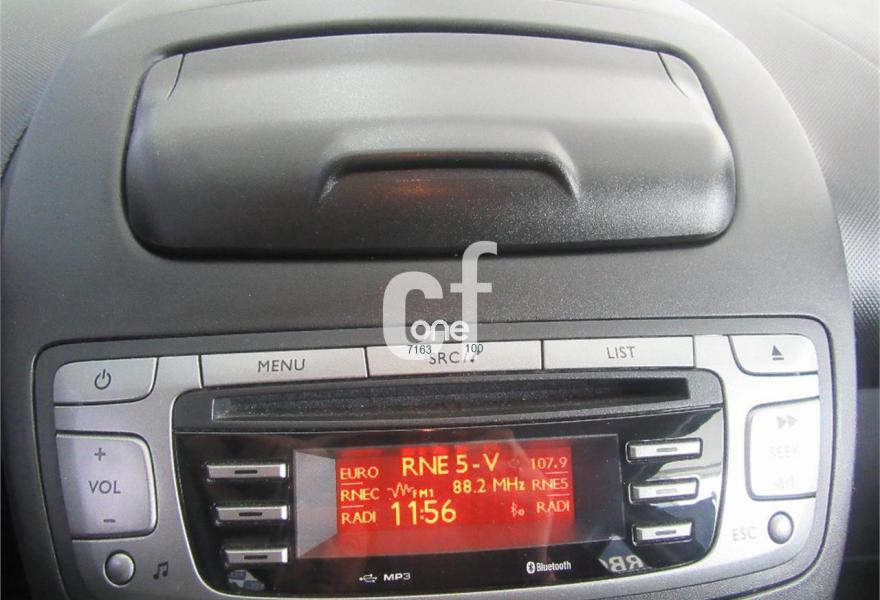 cf
one
7163 100
MENU
SRC/
LIST
+
VOL
-
SEEK
ESC
EURO RNE 5-V 107.9
RNEC FM1 88.2 MHz RNE5
RADI 11:56 RADI
MP3
Bluetooth